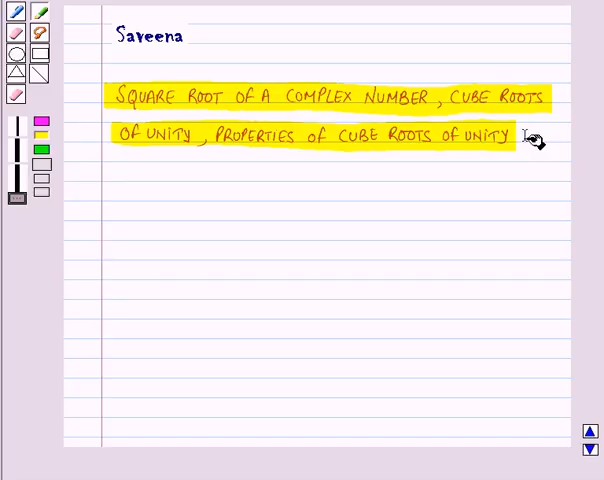 Saveena
SQUARE ROOT OF A COMPLEX NUMBER, CUBE ROOTS
OF UNITY, PROPERTIES OF CUBE ROOTS OF UNITY